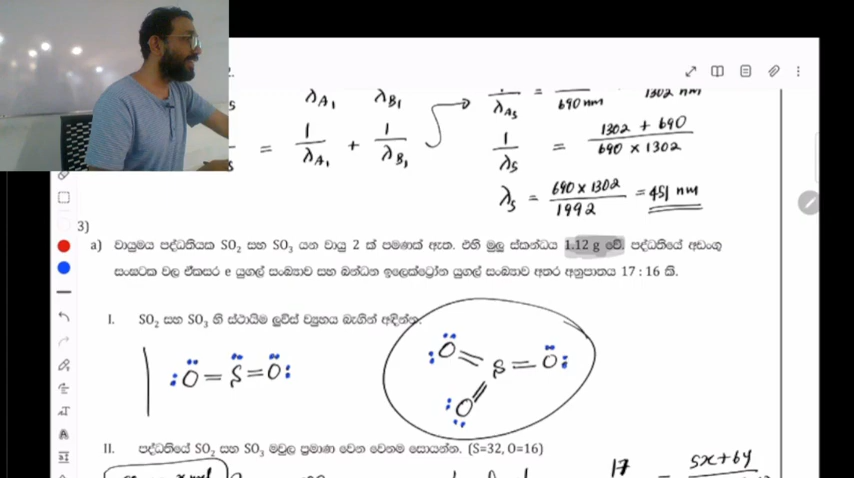 λA₁ λB₁
= 1/λA₁ + 1/λB₁
1/λA₅ = 690 nm 1302 nm
1/λ₅ = (1302 + 690)/(690 × 1302)
λ₅ = (690 × 1302)/1992 = 451 nm
3)
a) වායුමය පද්ධතියක SO₂ සහ SO₃ යන වායු 2 ක් පමණක් ඇත. එහි මුලු ස්කන්ධය 1.12 g වේ. පද්ධතියේ අඩංගු
සංඝටක වල ඒකසර e යුගල් සංඛ්‍යාව සහ බන්ධන ඉලෙක්ට්‍රෝන යුගල් සංඛ්‍යාව අතර අනුපාතය 17 : 16 කි.
I. SO₂ සහ SO₃ හි ස්ථායිම ලුවිස් ව්‍යුහය බැගින් අඳින්න.
O = S = O
O = S = O
O
II. පද්ධතියේ SO₂ සහ SO₃ මවුල ප්‍රමාණ වෙන වෙනම සොයන්න. (S=32, O=16)
17 = 5x+6y